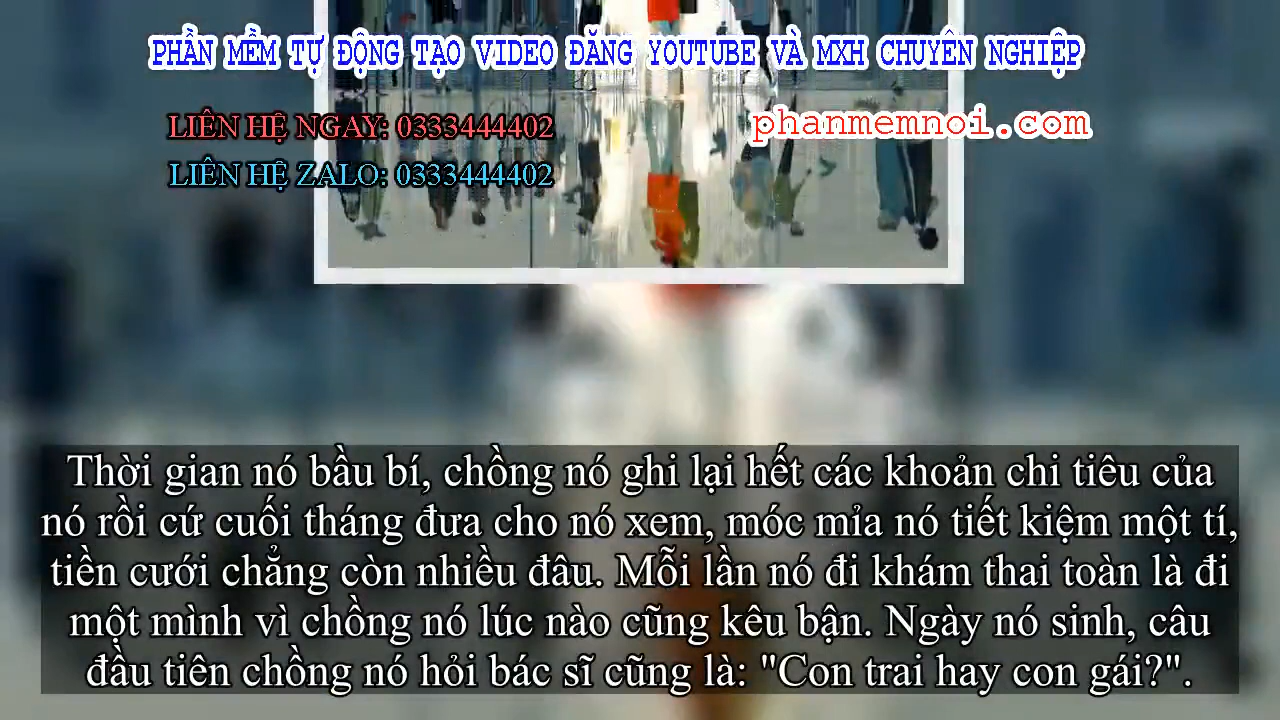 PHẦN MỀM TỰ ĐỘNG TẠO VIDEO ĐĂNG YOUTUBE VÀ MXH CHUYÊN NGHIỆP
LIÊN HỆ NGAY: 0333444402
phanmemnoi.com
LIÊN HỆ ZALO: 0333444402
Thời gian nó bầu bí, chồng nó ghi lại hết các khoản chi tiêu của
nó rồi cứ cuối tháng đưa cho nó xem, móc mỉa nó tiết kiệm một tí,
tiền cưới chẳng còn nhiều đâu. Mỗi lần nó đi khám thai toàn là đi
một mình vì chồng nó lúc nào cũng kêu bận. Ngày nó sinh, câu
đầu tiên chồng nó hỏi bác sĩ cũng là: "Con trai hay con gái?".